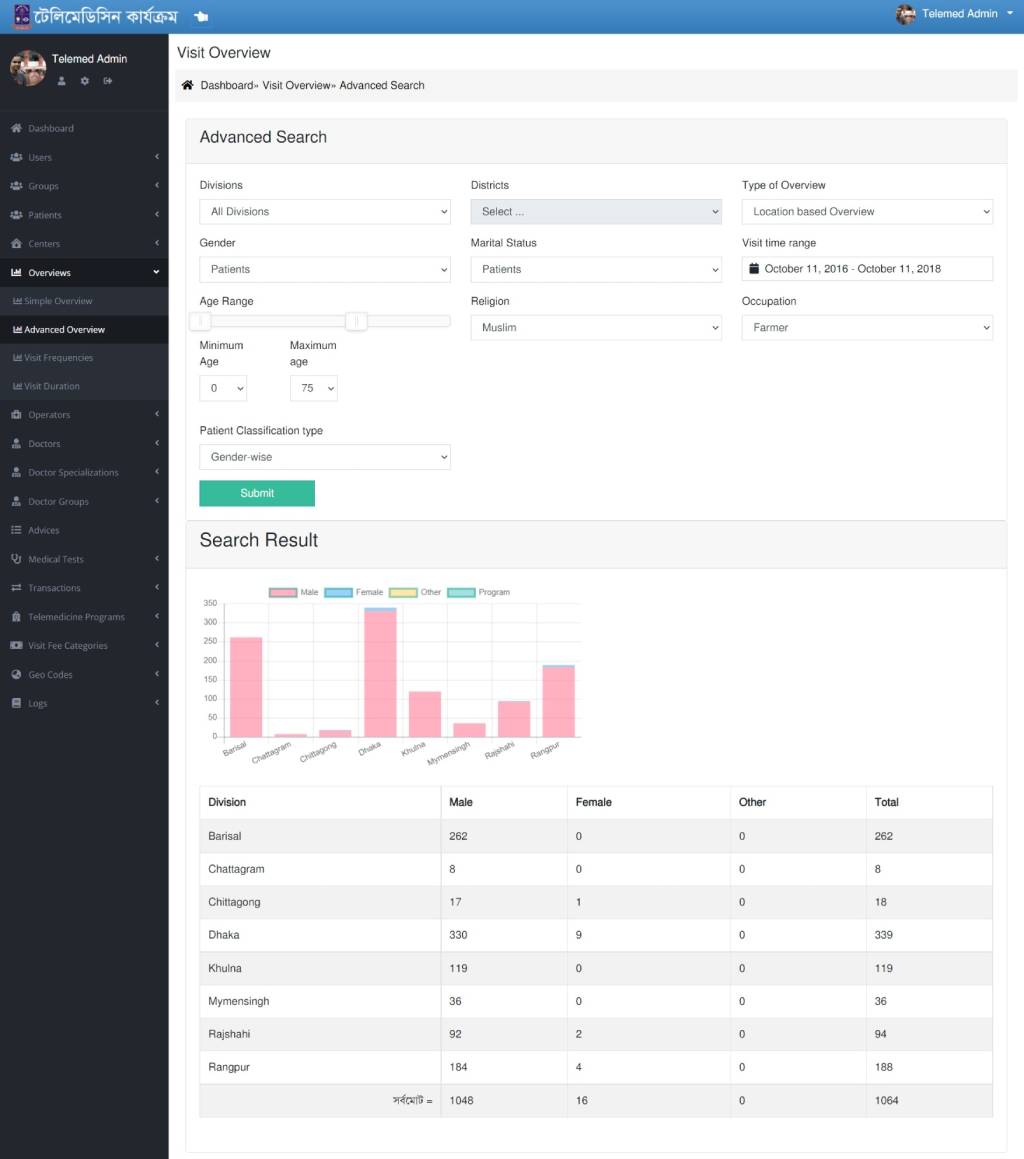 টেলিমেডিসিন কার্যক্রম
Telemed Admin
Telemed Admin
Dashboard
Users
Groups
Patients
Centers
Overviews
Simple Overview
Advanced Overview
Visit Frequencies
Visit Duration
Operators
Doctors
Doctor Specializations
Doctor Groups
Advices
Medical Tests
Transactions
Telemedicine Programs
Visit Fee Categories
Geo Codes
Logs
Visit Overview
Dashboard» Visit Overview» Advanced Search
Advanced Search
Divisions Districts Type of Overview
All Divisions Select ... Location based Overview
Gender Marital Status Visit time range
Patients Patients October 11, 2016 - October 11, 2018
Age Range Religion Occupation
Muslim Farmer
Minimum Age
Maximum age
0 75
Patient Classification type
Gender-wise
Submit
Search Result
Male Female Other Program
350
300
250
200
150
100
50
0
Barisal Chattagram Chittagong Dhaka Khulna Mymensingh Rajshahi Rangpur
Division Male Female Other Total
Barisal 262 0 0 262
Chattagram 8 0 0 8
Chittagong 17 1 0 18
Dhaka 330 9 0 339
Khulna 119 0 0 119
Mymensingh 36 0 0 36
Rajshahi 92 2 0 94
Rangpur 184 4 0 188
সর্বমোট = 1048 16 0 1064